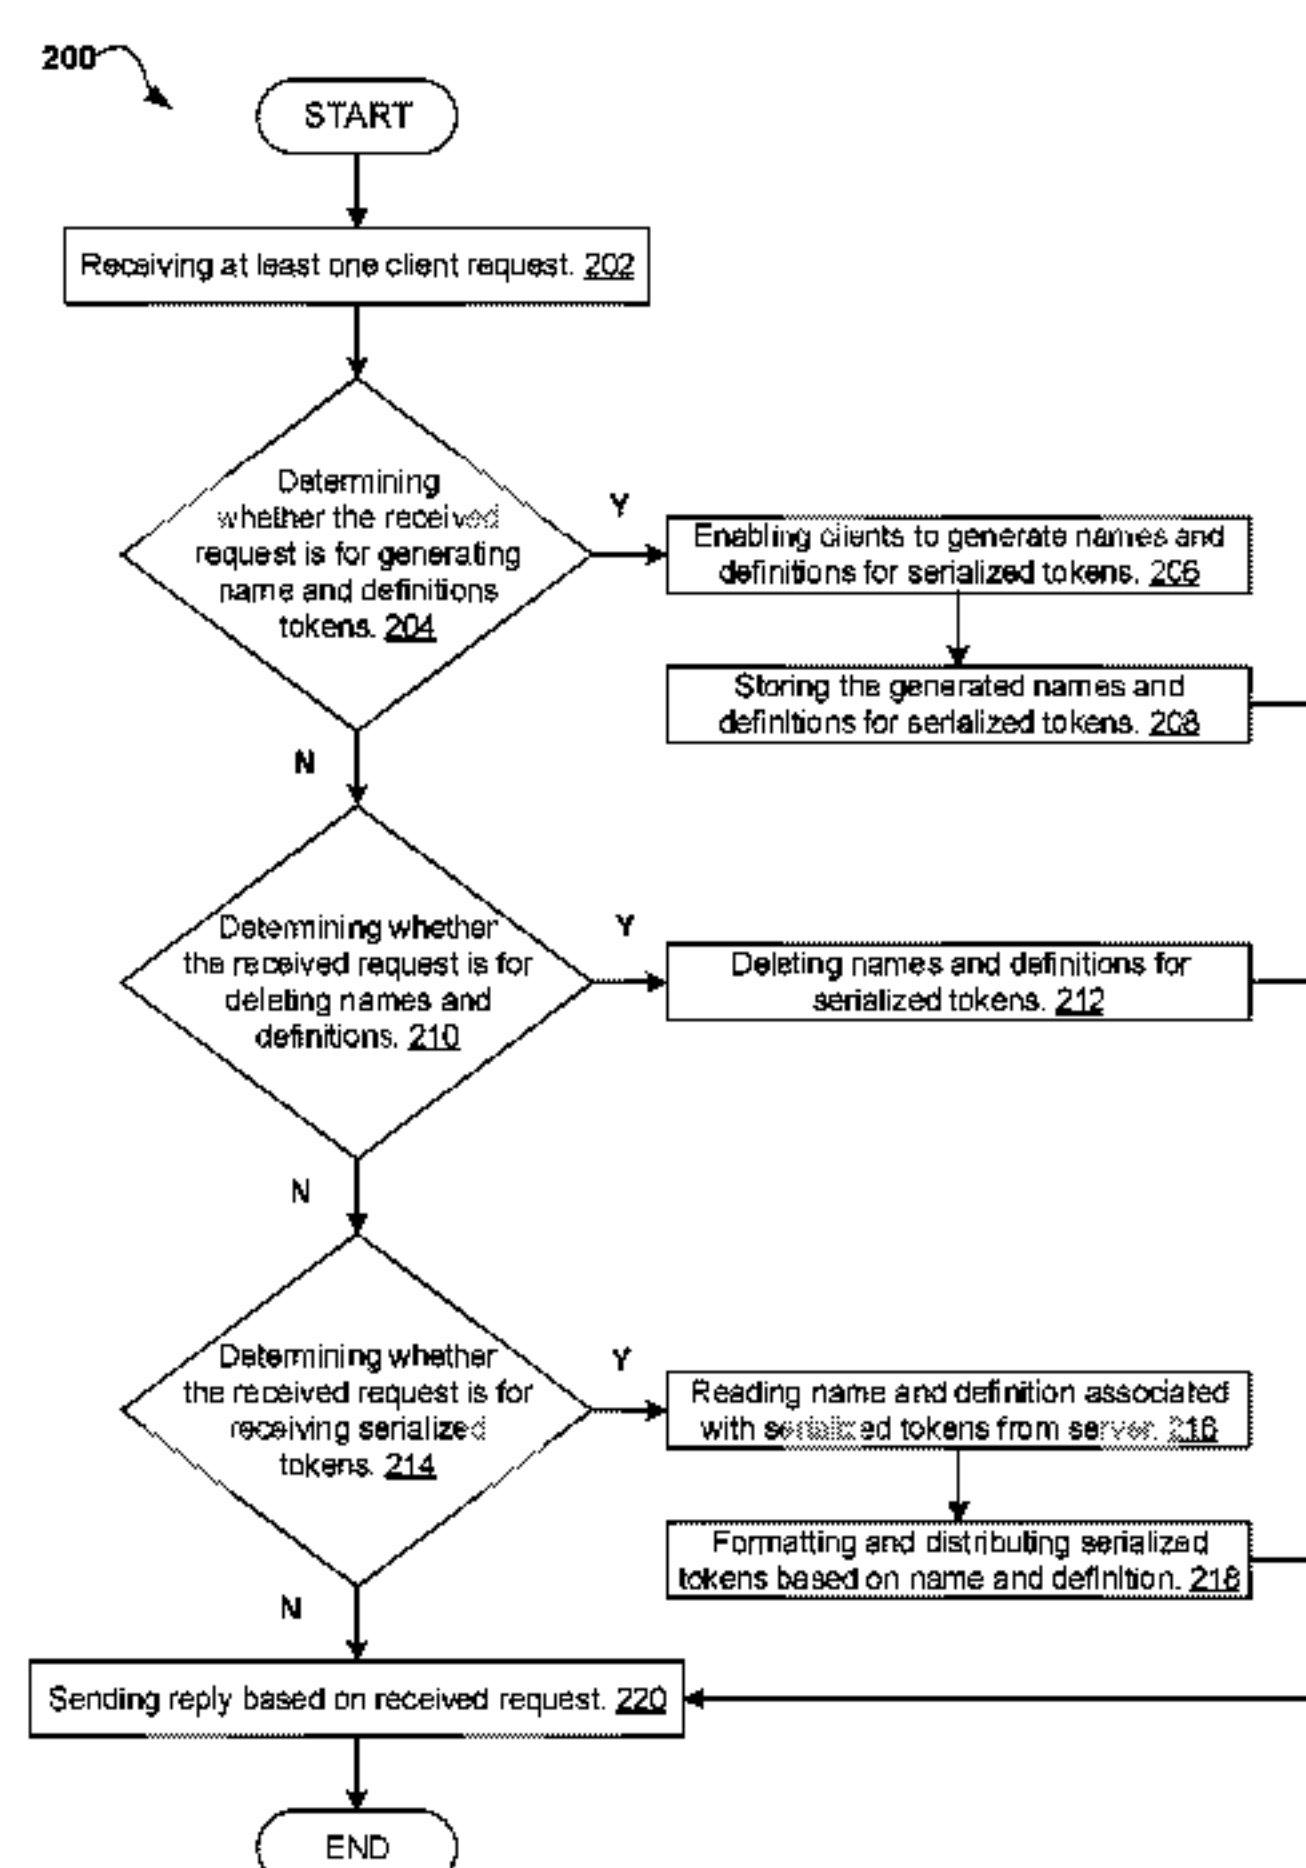 200
START
Receiving at least one client request. 202
Determining
whether the received
request is for generating
name and definitions
tokens. 204
Y
Enabling clients to generate names and
definitions for serialized tokens. 206
Storing the generated names and
definitions for serialized tokens. 208
N
Determining whether
the received request is for
deleting names and
definitions. 210
Y
Deleting names and definitions for
serialized tokens. 212
N
Determining whether
the received request is for
receiving serialized
tokens. 214
Y
Reading name and definition associated
with serialized tokens from server. 216
Formatting and distributing serialized
tokens based on name and definition. 218
N
Sending reply based on received request. 220
END